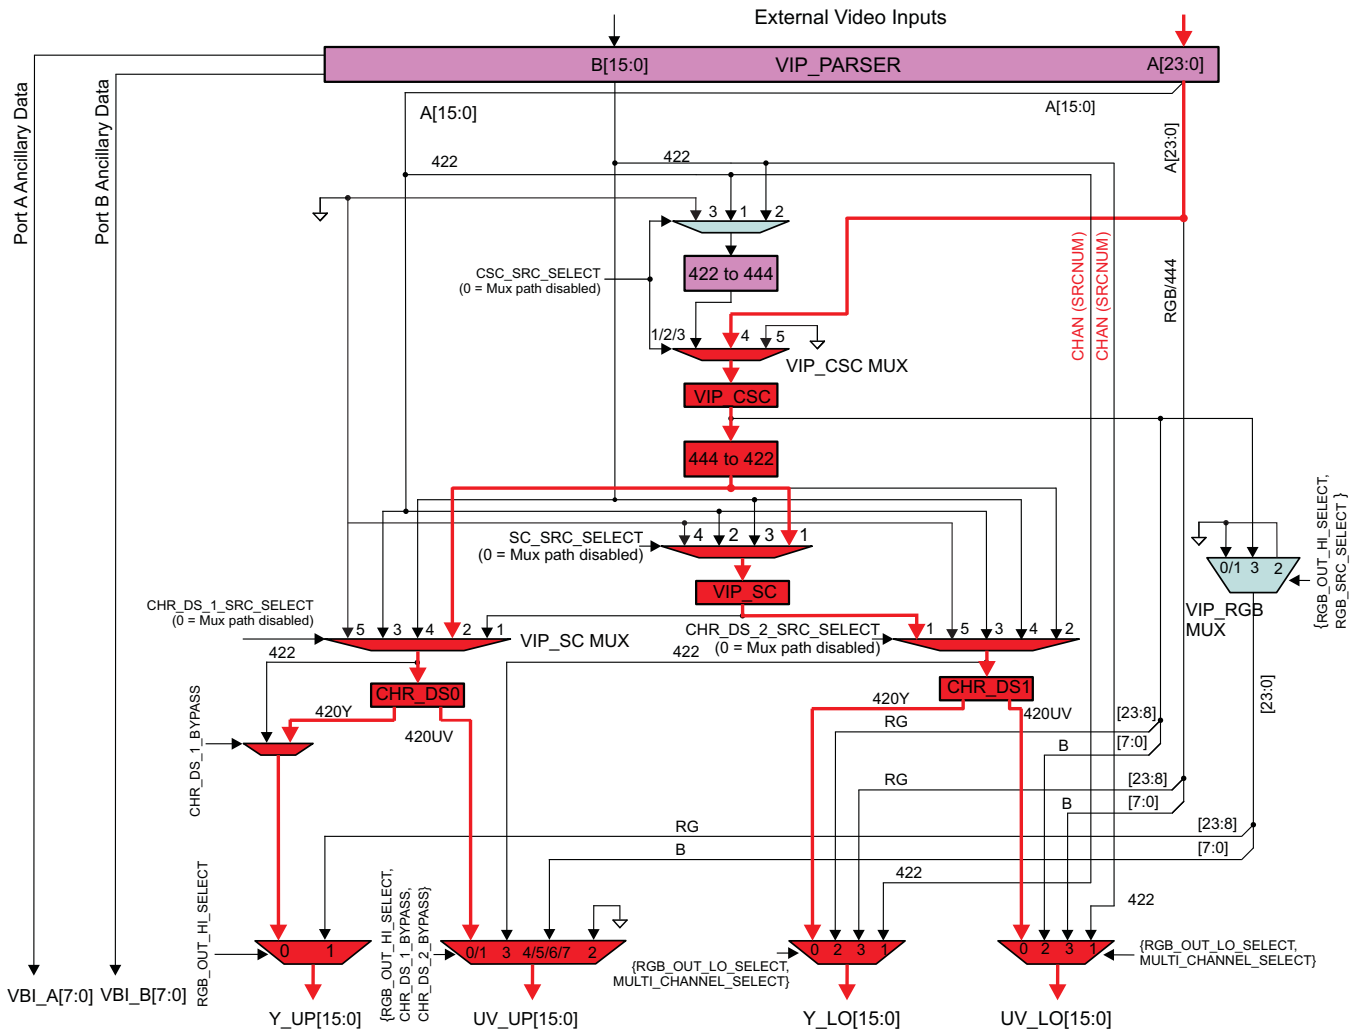 External Video Inputs
B[15:0]
VIP_PARSER
A[23:0]
Port A Ancillary Data
Port B Ancillary Data
A[15:0]
A[15:0]
A[23:0]
422
422
3 1 2
CSC_SRC_SELECT
(0 = Mux path disabled)
422 to 444
CHAN (SRCNUM)
CHAN (SRCNUM)
RGB/444
1/2/3
4
5
VIP_CSC MUX
VIP_CSC
444 to 422
SC_SRC_SELECT
(0 = Mux path disabled)
4 2 3 1
{RGB_OUT_HI_SELECT,
RGB_SRC_SELECT }
0/1 3 2
VIP_RGB
MUX
VIP_SC
CHR_DS_1_SRC_SELECT
(0 = Mux path disabled)
5 3 4 2 1
VIP_SC MUX
CHR_DS_2_SRC_SELECT
(0 = Mux path disabled)
1 5 3 4 2
422
422
CHR_DS0
CHR_DS1
CHR_DS_1_BYPASS
420Y
420UV
420Y
420UV
[23:0]
RG
[23:8]
B
[7:0]
RG
[23:8]
B
[7:0]
RG
[23:8]
B
[7:0]
422
422
RGB_OUT_HI_SELECT
{RGB_OUT_HI_SELECT,
CHR_DS_1_BYPASS,
CHR_DS_2_BYPASS}
0 1
0/1 3 4/5/6/7 2
0 2 3 1
0 2 3 1
{RGB_OUT_LO_SELECT,
MULTI_CHANNEL_SELECT}
{RGB_OUT_LO_SELECT,
MULTI_CHANNEL_SELECT}
VBI_A[7:0]
VBI_B[7:0]
Y_UP[15:0]
UV_UP[15:0]
Y_LO[15:0]
UV_LO[15:0]